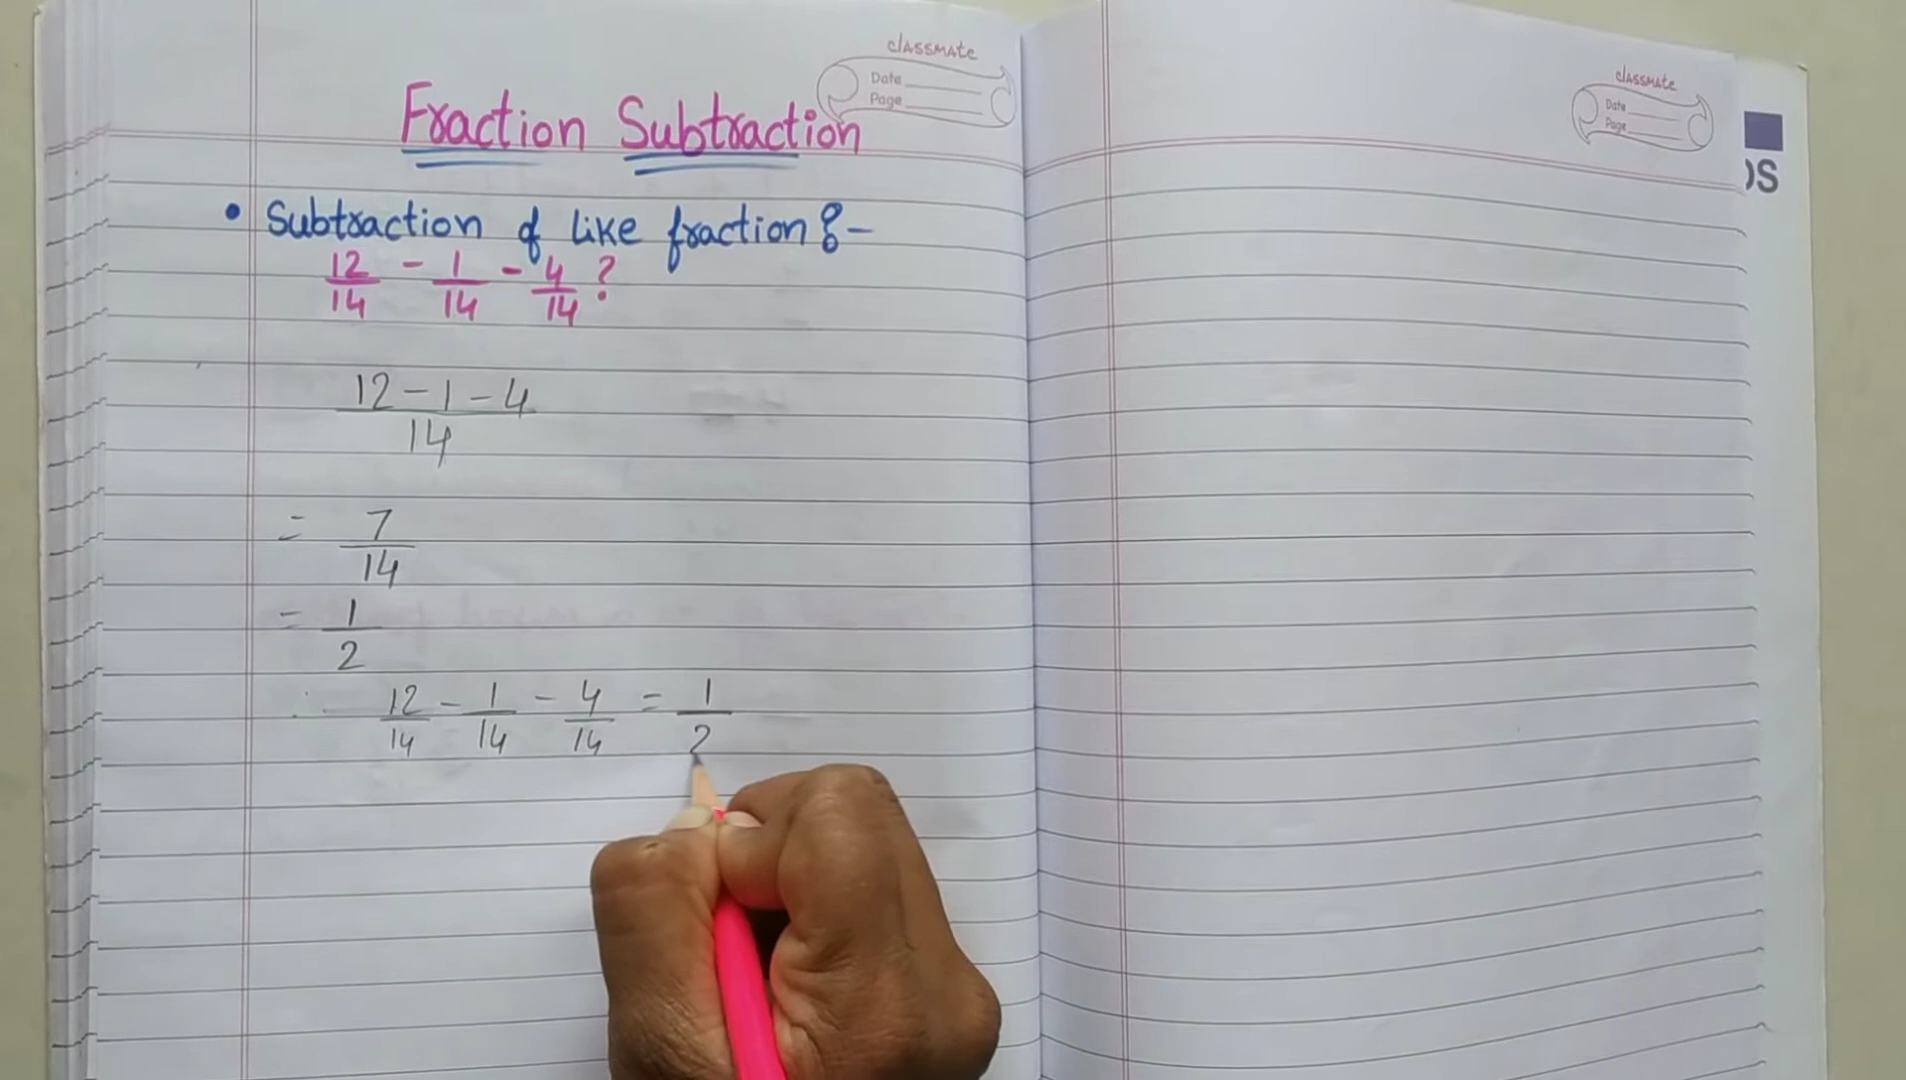 classmate
Date
Page
Fraction Subtraction
• Subtraction of like fraction :-
12/14 - 1/14 - 4/14 ?
12 - 1 - 4
14
= 7/14
= 1/2
12/14 - 1/14 - 4/14 = 1/2
classmate
Date
Page